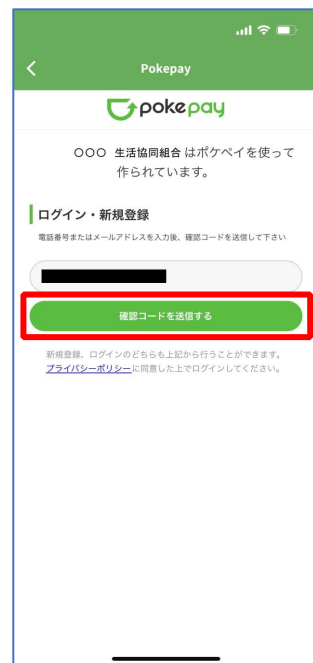 Pokepay
pokepay
○○○ 生活協同組合 はポケペイを使って
作られています。
ログイン・新規登録
電話番号またはメールアドレスを入力後、確認コードを送信して下さい
確認コードを送信する
新規登録、ログインのどちらも上記から行うことができます。
プライバシーポリシーに同意した上でログインしてください。